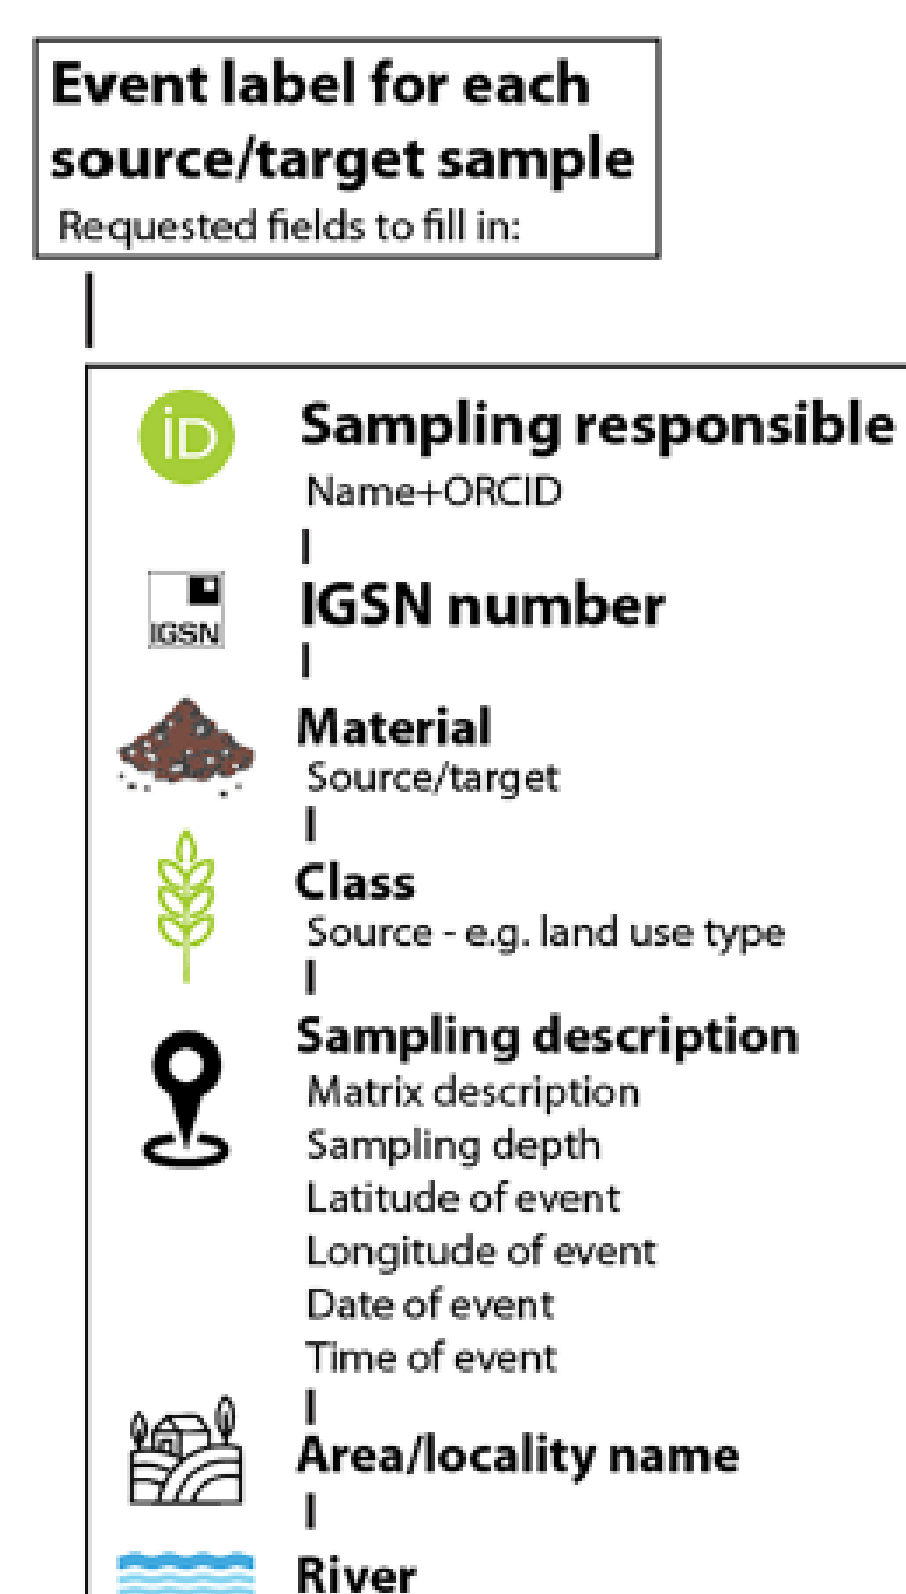 Event label for each
source/target sample
Requested fields to fill in:
iD
Sampling responsible
Name+ORCID
IGSN
IGSN number
Material
Source/target
Class
Source - e.g. land use type
Sampling description
Matrix description
Sampling depth
Latitude of event
Longitude of event
Date of event
Time of event
Area/locality name
River